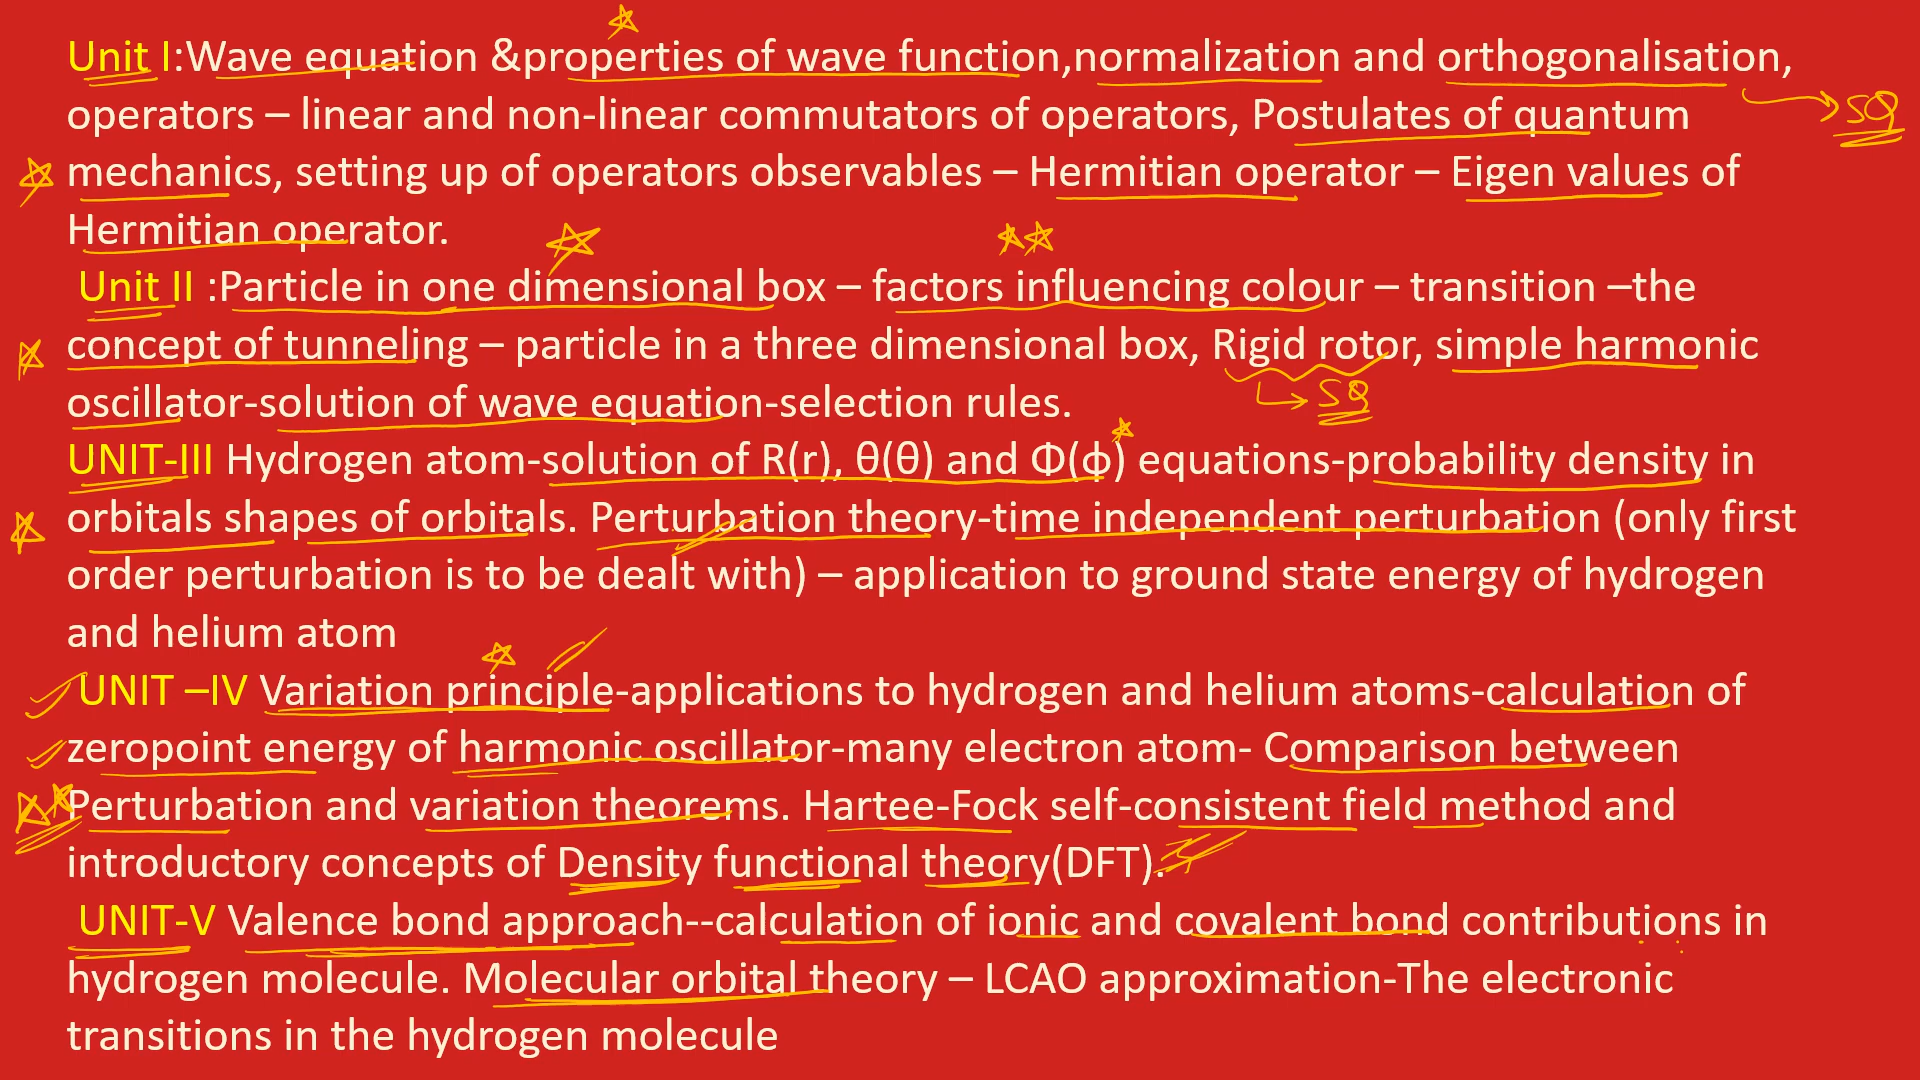 Unit I:Wave equation &properties of wave function,normalization and orthogonalisation,
operators – linear and non-linear commutators of operators, Postulates of quantum
SQ
mechanics, setting up of operators observables – Hermitian operator – Eigen values of
Hermitian operator.
Unit II :Particle in one dimensional box – factors influencing colour – transition –the
concept of tunneling – particle in a three dimensional box, Rigid rotor, simple harmonic
oscillator-solution of wave equation-selection rules.
SQ
UNIT-III Hydrogen atom-solution of R(r), θ(θ) and Φ(ϕ) equations-probability density in
orbitals shapes of orbitals. Perturbation theory-time independent perturbation (only first
order perturbation is to be dealt with) – application to ground state energy of hydrogen
and helium atom
UNIT –IV Variation principle-applications to hydrogen and helium atoms-calculation of
zeropoint energy of harmonic oscillator-many electron atom- Comparison between
Perturbation and variation theorems. Hartee-Fock self-consistent field method and
introductory concepts of Density functional theory(DFT).
UNIT-V Valence bond approach--calculation of ionic and covalent bond contributions in
hydrogen molecule. Molecular orbital theory – LCAO approximation-The electronic
transitions in the hydrogen molecule